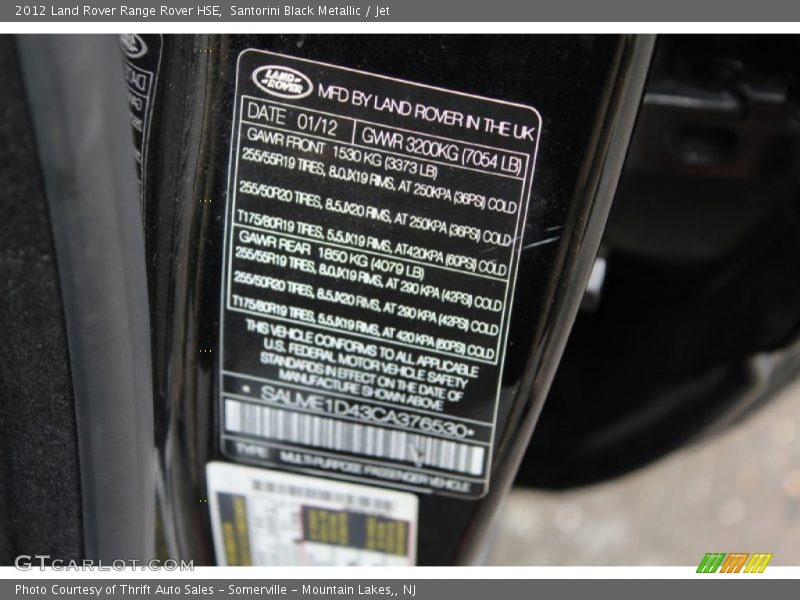 2012 Land Rover Range Rover HSE, Santorini Black Metallic / Jet
LAND ROVER
MFD BY LAND ROVER IN THE UK
DATE 01/12 GWR 3200KG (7054 LB)
GAWR FRONT 1530 KG (3373 LB)
255/55R19 TIRES, 8.0JX19 RIMS, AT 250KPA (36PS) COLD
255/50R20 TIRES, 8.5JX20 RIMS, AT 250KPA (36PS) COLD
T175/80R19 TIRES, 5.5JX19 RIMS, AT420KPA (60PS) COLD
GAWR REAR 1850 KG (4079 LB)
255/55R19 TIRES, 8.0JX19 RIMS, AT 290 KPA (42PSI) COLD
255/50R20 TIRES, 8.5JX20 RIMS, AT 290 KPA (42PSI) COLD
T175/80R19 TIRES, 5.5JX19 RIMS, AT 420 KPA (60PS) COLD
THIS VEHICLE CONFORMS TO ALL APPLICABLE
U.S. FEDERAL MOTOR VEHICLE SAFETY
STANDARDS IN EFFECT ON THE DATE OF
MANUFACTURE SHOWN ABOVE
* SALME1D43CA376530*
TYPE MULTI-PURPOSE PASSENGER VEHICLE
GTCARLOT.COM
Photo Courtesy of Thrift Auto Sales - Somerville - Mountain Lakes,, NJ